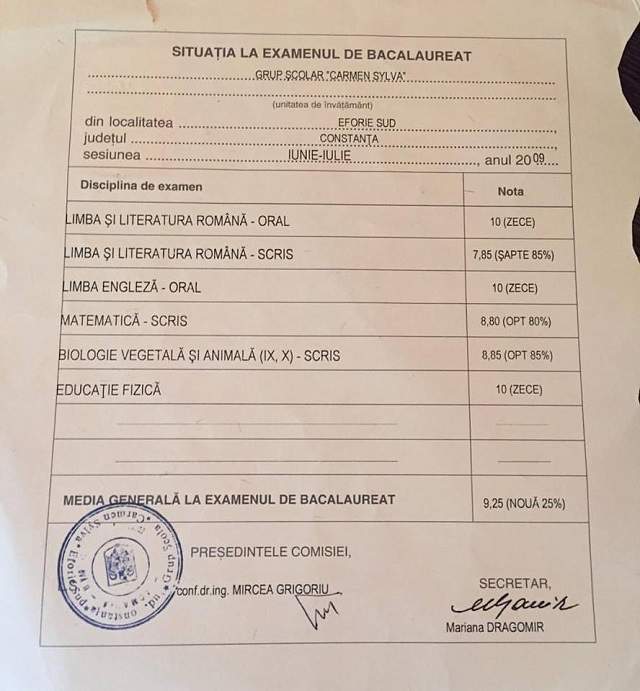 SITUAȚIA LA EXAMENUL DE BACALAUREAT
GRUP ȘCOLAR "CARMEN SYLVA"
(unitatea de învățământ)
din localitatea EFORIE SUD
județul CONSTANȚA
sesiunea IUNIE-IULIE, anul 2009
Disciplina de examen Nota
LIMBA ȘI LITERATURA ROMÂNĂ - ORAL 10 (ZECE)
LIMBA ȘI LITERATURA ROMÂNĂ - SCRIS 7,85 (ȘAPTE 85%)
LIMBA ENGLEZĂ - ORAL 10 (ZECE)
MATEMATICĂ - SCRIS 8,80 (OPT 80%)
BIOLOGIE VEGETALĂ ȘI ANIMALĂ (IX, X) - SCRIS 8,85 (OPT 85%)
EDUCAȚIE FIZICĂ 10 (ZECE)
MEDIA GENERALĂ LA EXAMENUL DE BACALAUREAT 9,25 (NOUĂ 25%)
PREȘEDINTELE COMISIEI,
conf.dr.ing. MIRCEA GRIGORIU
SECRETAR,
Mariana DRAGOMIR
Carmen Sylva